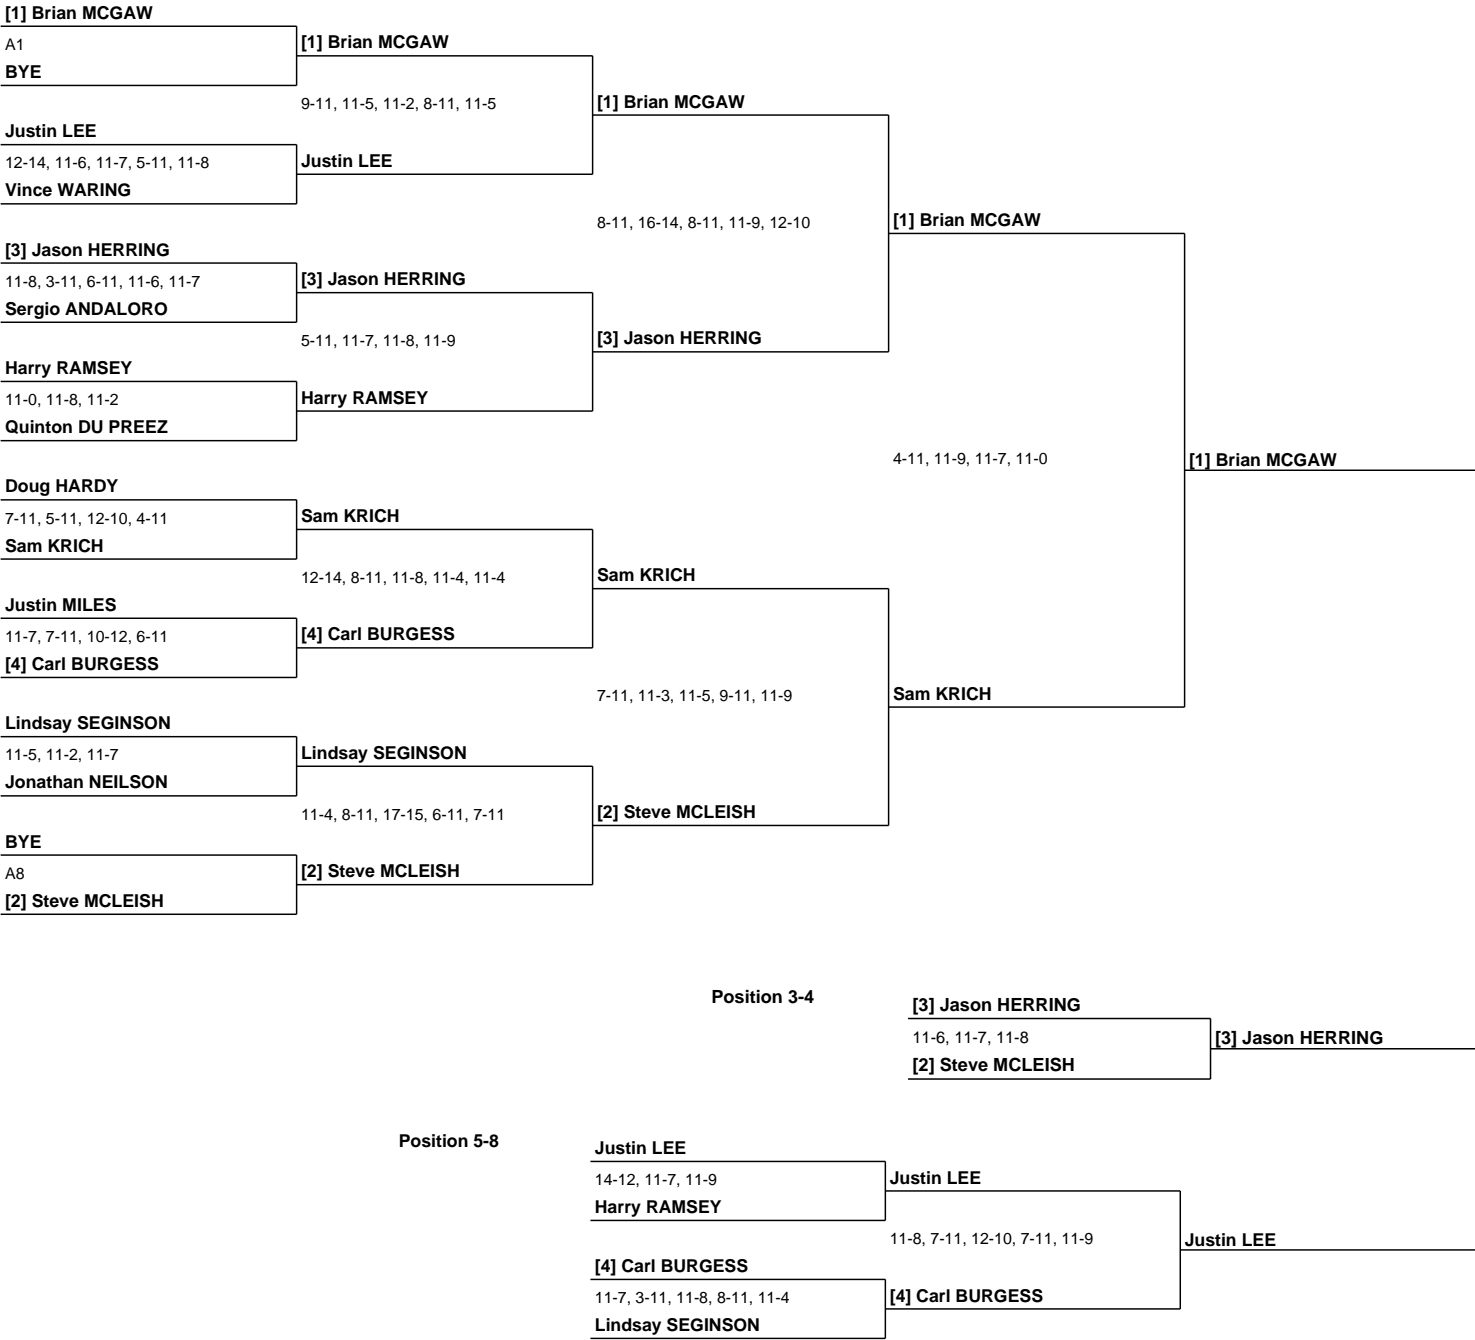 [1] Brian MCGAW
A1
BYE
[1] Brian MCGAW
9-11, 11-5, 11-2, 8-11, 11-5
Justin LEE
12-14, 11-6, 11-7, 5-11, 11-8
Vince WARING
Justin LEE
[1] Brian MCGAW
8-11, 16-14, 8-11, 11-9, 12-10
[3] Jason HERRING
11-8, 3-11, 6-11, 11-6, 11-7
Sergio ANDALORO
[3] Jason HERRING
5-11, 11-7, 11-8, 11-9
Harry RAMSEY
11-0, 11-8, 11-2
Quinton DU PREEZ
Harry RAMSEY
[3] Jason HERRING
[1] Brian MCGAW
4-11, 11-9, 11-7, 11-0
[1] Brian MCGAW
Doug HARDY
7-11, 5-11, 12-10, 4-11
Sam KRICH
Sam KRICH
12-14, 8-11, 11-8, 11-4, 11-4
Justin MILES
11-7, 7-11, 10-12, 6-11
[4] Carl BURGESS
[4] Carl BURGESS
Sam KRICH
7-11, 11-3, 11-5, 9-11, 11-9
Sam KRICH
Lindsay SEGINSON
11-5, 11-2, 11-7
Jonathan NEILSON
Lindsay SEGINSON
11-4, 8-11, 17-15, 6-11, 7-11
[2] Steve MCLEISH
BYE
A8
[2] Steve MCLEISH
[2] Steve MCLEISH
Position 3-4
[3] Jason HERRING
11-6, 11-7, 11-8
[2] Steve MCLEISH
[3] Jason HERRING
Position 5-8
Justin LEE
14-12, 11-7, 11-9
Harry RAMSEY
Justin LEE
11-8, 7-11, 12-10, 7-11, 11-9
Justin LEE
[4] Carl BURGESS
11-7, 3-11, 11-8, 8-11, 11-4
Lindsay SEGINSON
[4] Carl BURGESS